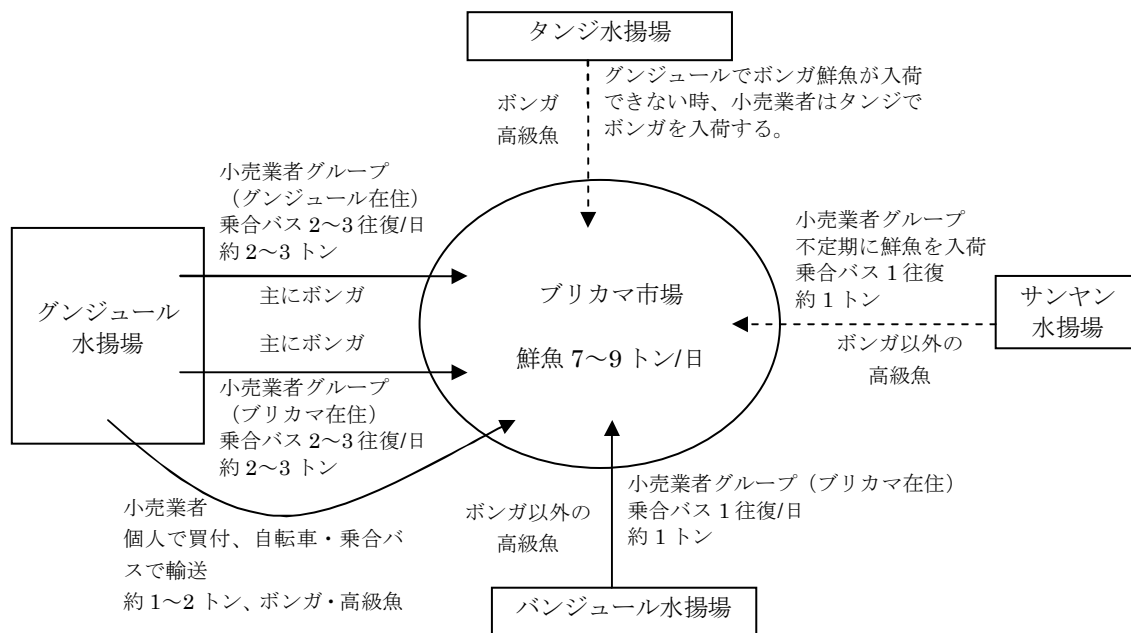 タンジ水揚場
グンジュールでボンガ鮮魚が入荷
できない時、小売業者はタンジで
ボンガを入荷する。
ボンガ
高級魚
小売業者グループ
（グンジュール在住）
乗合バス 2～3 往復/日
約 2～3 トン
主にボンガ
グンジュール
水揚場
主にボンガ
小売業者グループ
（ブリカマ在住）
乗合バス 2～3 往復/日
約 2～3 トン
ブリカマ市場
鮮魚 7～9 トン/日
小売業者グループ
不定期に鮮魚を入荷
乗合バス 1 往復
約 1 トン
サンヤン
水揚場
ボンガ以外の
高級魚
小売業者
個人で買付、自転車・乗合バ
スで輸送
約 1～2 トン、ボンガ・高級魚
ボンガ以外の
高級魚
小売業者グループ（ブリカマ在住）
乗合バス 1 往復/日
約 1 トン
バンジュール水揚場